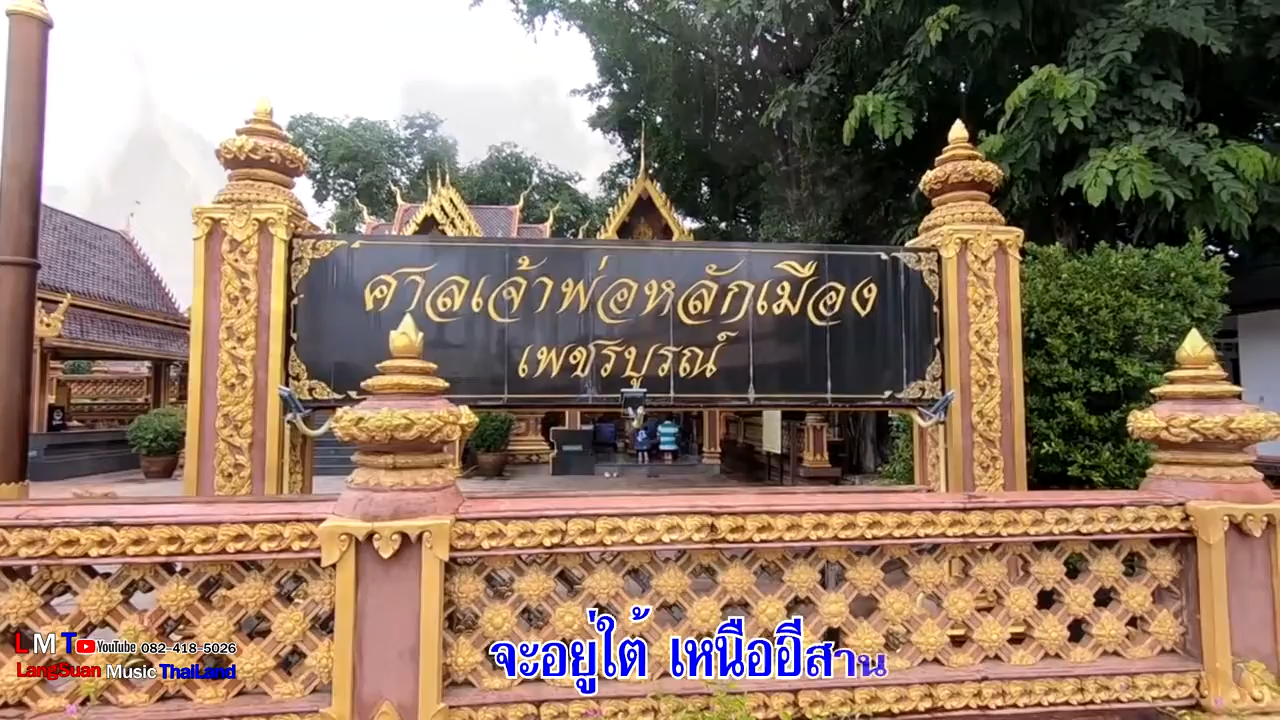 ศาลเจ้าพ่อหลักเมือง
เพชรบูรณ์
LMT YouTube 082-418-5026
LangSuan Music ThaiLand
จะอยู่ใต้ เหนืออีสาน